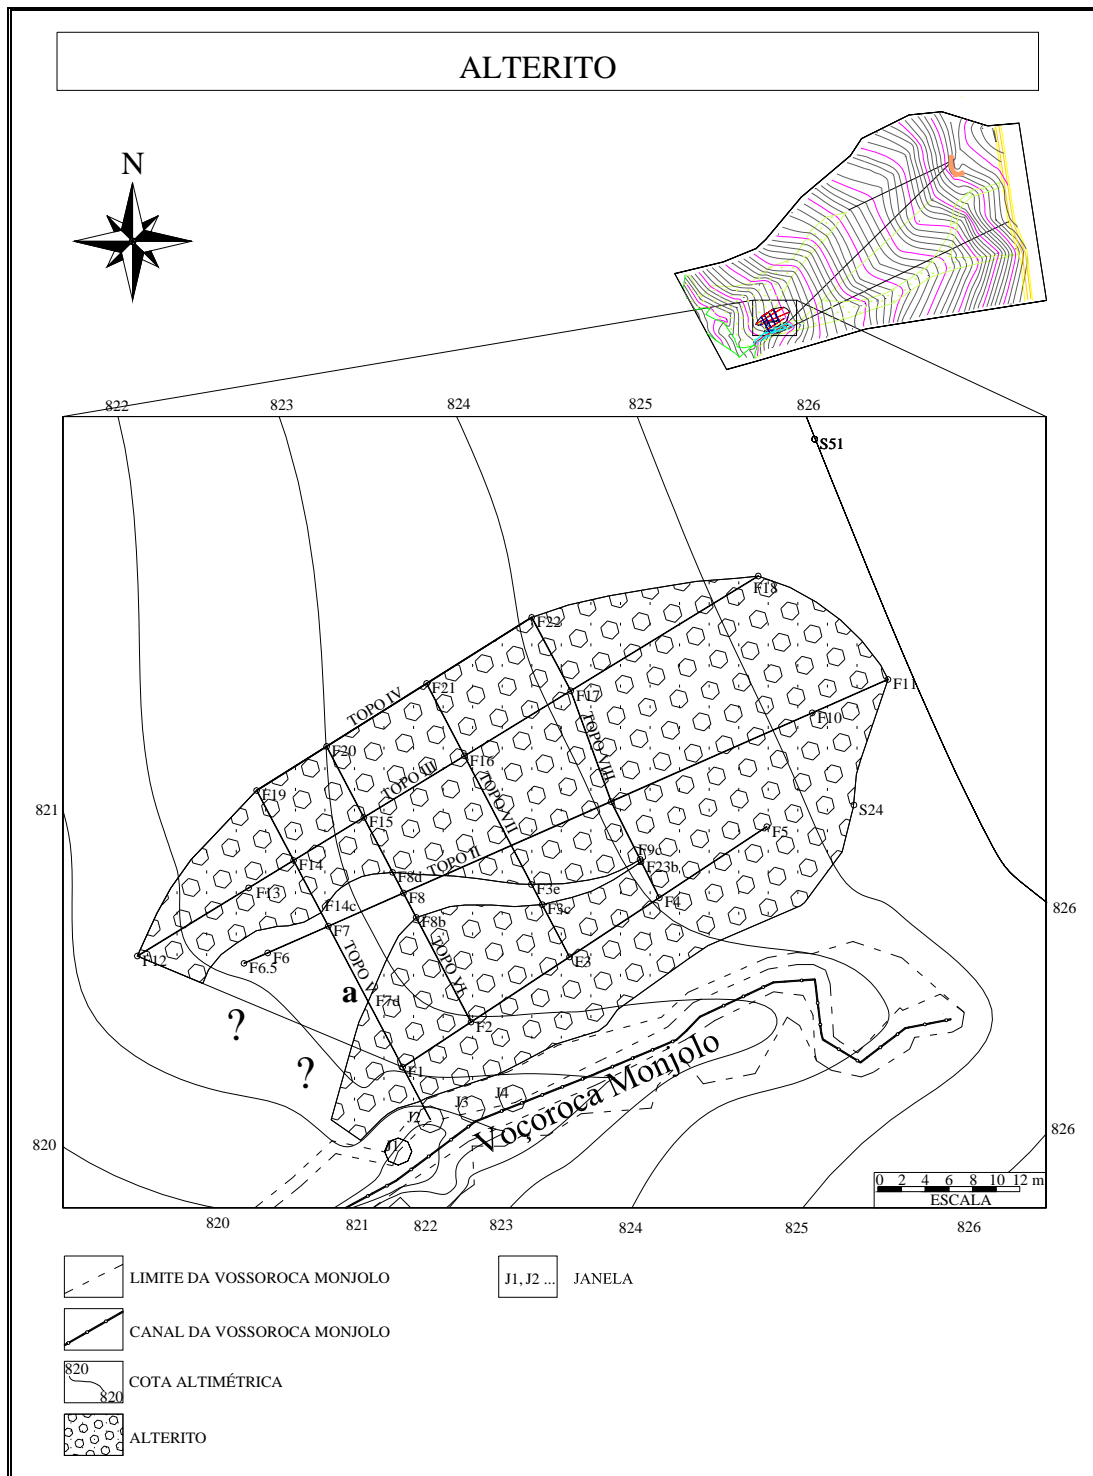 ALTERITO
N
822
823
824
825
826
S51
F18
F22
F11
F21
F17
F10
TOPO IV
F20
TOPO VIII
F16
TOPO III
F19
TOPO VII
821
F15
S24
F5
F14
TOPO II
F9c
F23b
F8d
F13
F3e
F8
F4
F14c
F3c
826
F8b
F7
F12
F6
F6.5
TOPO V
TOPO VI
F3
a
F7d
F2
?
?
F1
Voçoroca Monjolo
J4
J3
J2
J1
820
826
0 2 4 6 8 10 12 m
ESCALA
820
821
822
823
824
825
826
LIMITE DA VOSSOROCA MONJOLO
J1, J2 ... JANELA
CANAL DA VOSSOROCA MONJOLO
820
820
COTA ALTIMÉTRICA
ALTERITO